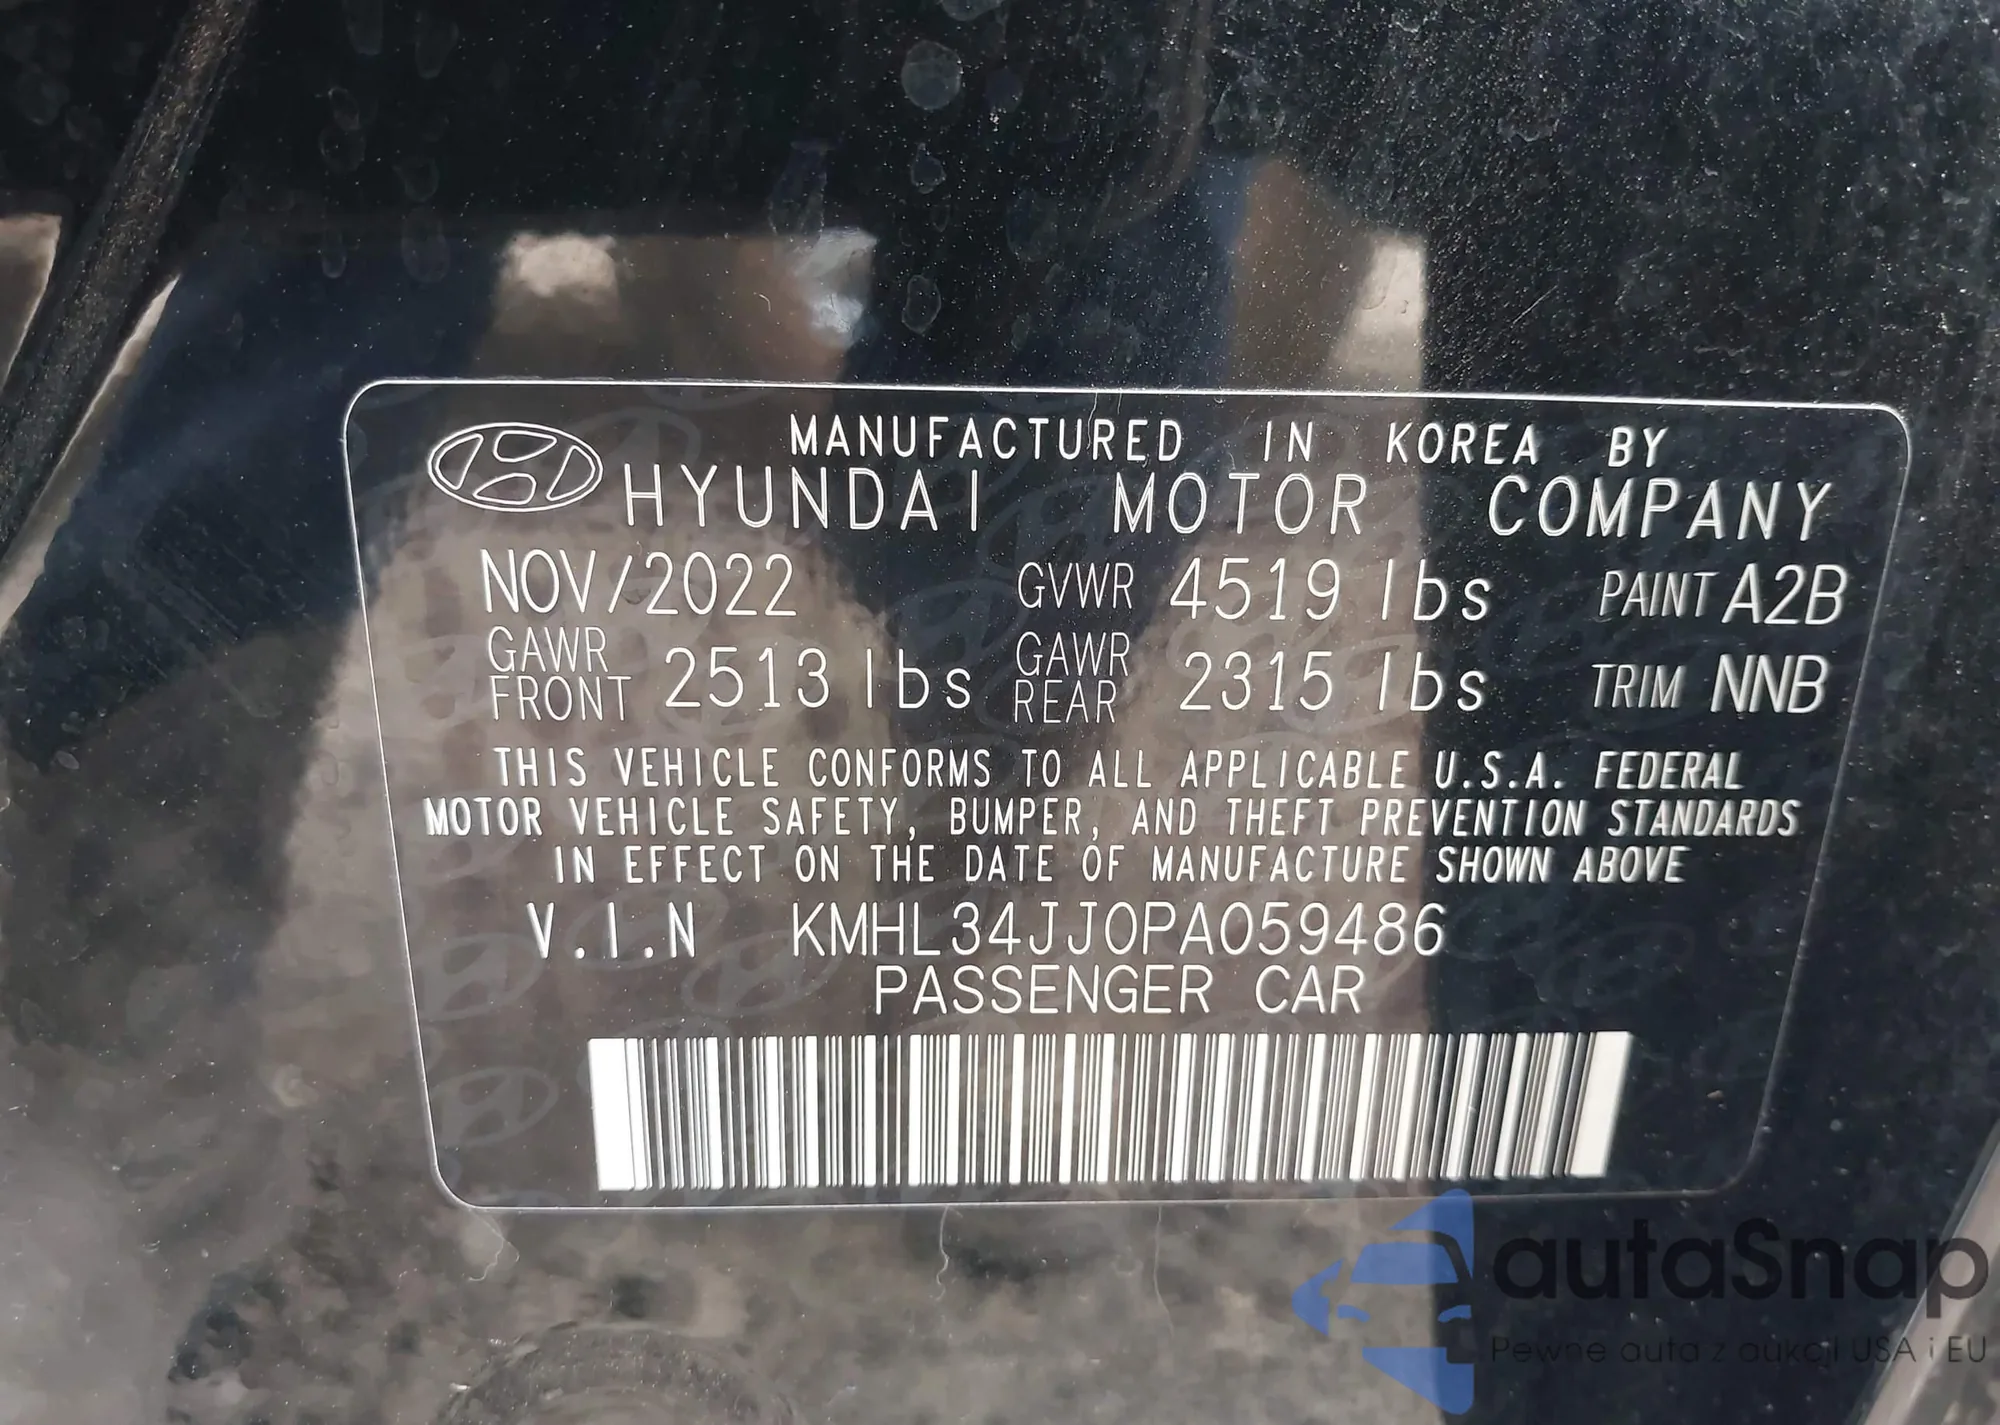 MANUFACTURED IN KOREA BY
HYUNDAI MOTOR COMPANY
NOV/2022 GVWR 4519 lbs PAINT A2B
GAWR FRONT 2513 lbs GAWR REAR 2315 lbs TRIM NNB
THIS VEHICLE CONFORMS TO ALL APPLICABLE U.S.A. FEDERAL
MOTOR VEHICLE SAFETY, BUMPER, AND THEFT PREVENTION STANDARDS
IN EFFECT ON THE DATE OF MANUFACTURE SHOWN ABOVE
V.I.N KMHL34JJ0PA059486
PASSENGER CAR
autaSnap
Pewne auta z aukcji USA i EU